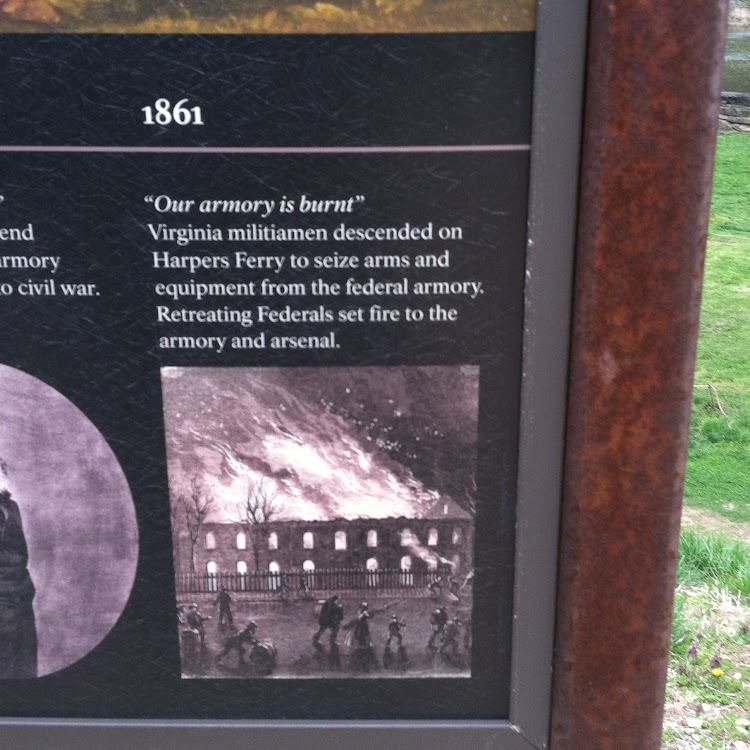 1861
”
end
armory
to civil war.
“Our armory is burnt”
Virginia militiamen descended on
Harpers Ferry to seize arms and
equipment from the federal armory.
Retreating Federals set fire to the
armory and arsenal.